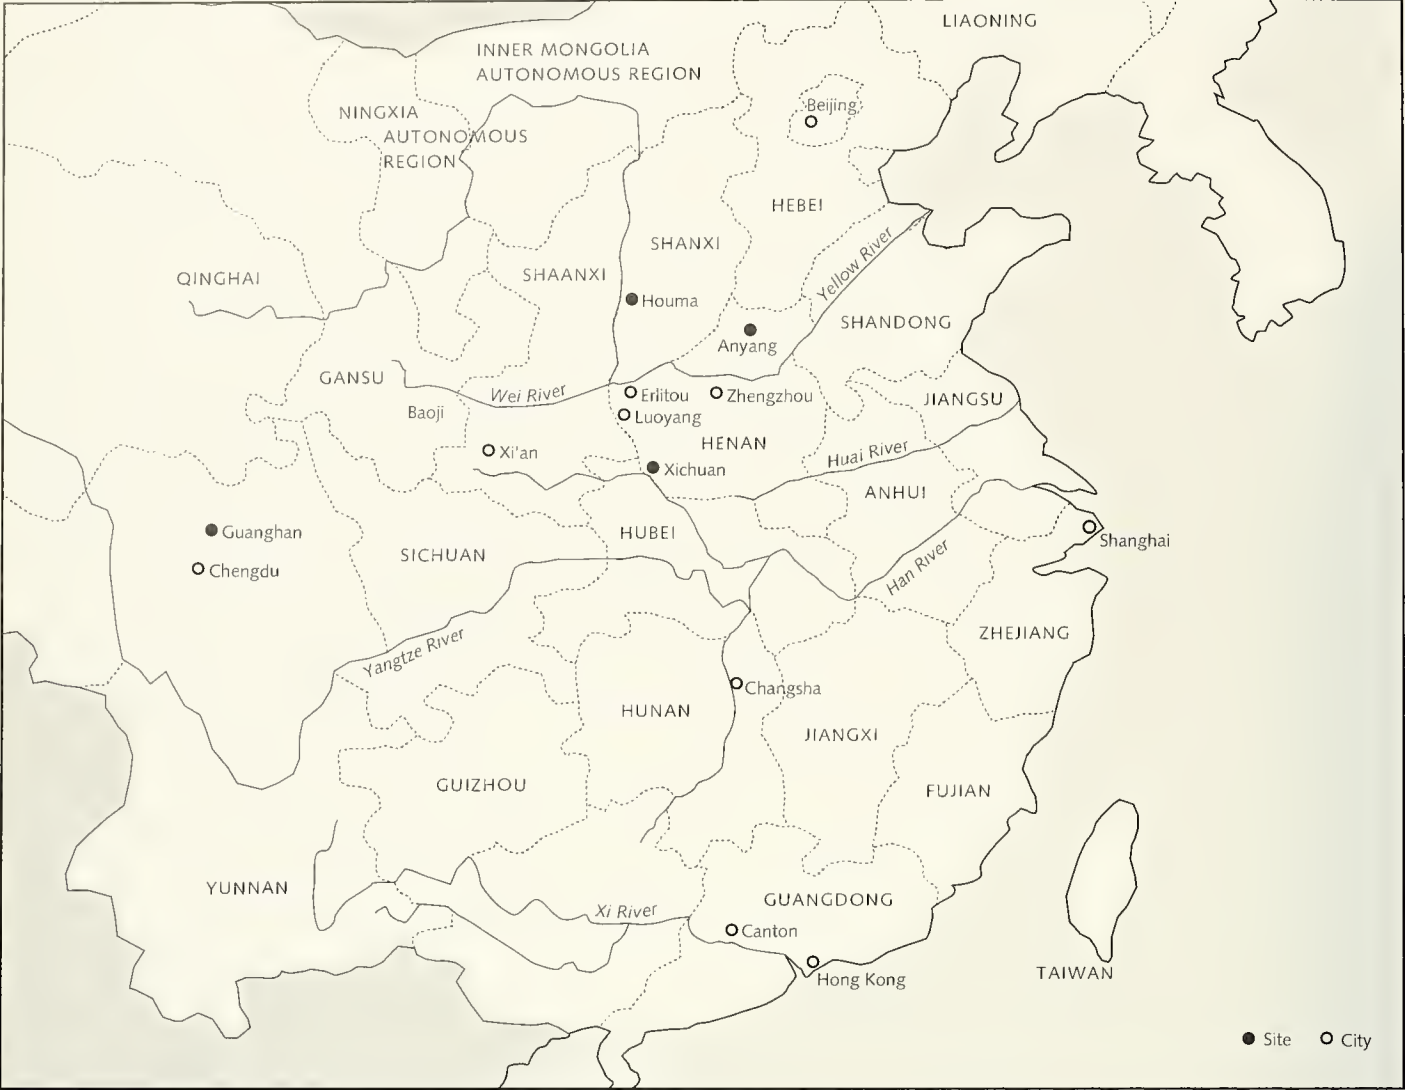 LIAONING
INNER MONGOLIA
AUTONOMOUS REGION
Beijing
NINGXIA
AUTONOMOUS
REGION
HEBEI
SHANXI
Yellow River
QINGHAI
SHAANXI
Houma
SHANDONG
Anyang
GANSU
Wei River
Erlitou
Zhengzhou
JIANGSU
Baoji
Luoyang
HENAN
Xi'an
Huai River
Xichuan
ANHUI
Guanghan
HUBEI
Shanghai
SICHUAN
Chengdu
Han River
Yangtze River
ZHEJIANG
Changsha
HUNAN
JIANGXI
GUIZHOU
FUJIAN
YUNNAN
GUANGDONG
Xi River
Canton
TAIWAN
Hong Kong
Site
City